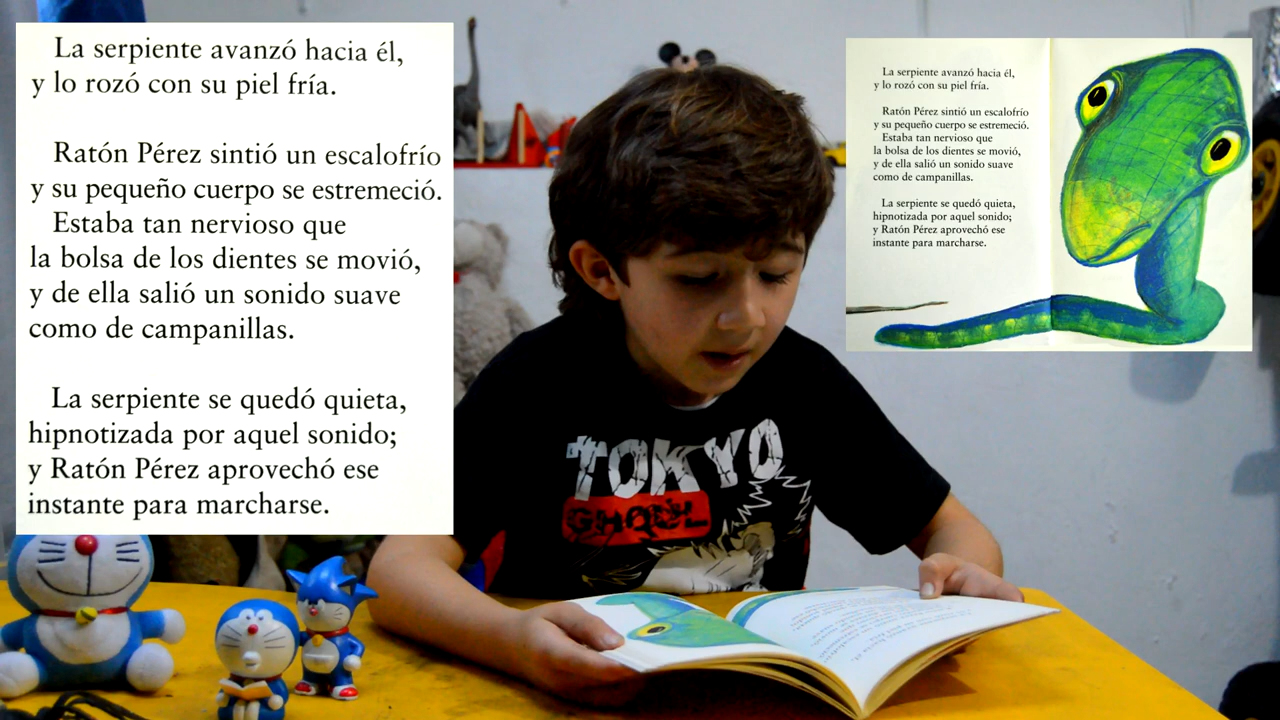 La serpiente avanzó hacia él,
y lo rozó con su piel fría.
Ratón Pérez sintió un escalofrío
y su pequeño cuerpo se estremeció.
Estaba tan nervioso que
la bolsa de los dientes se movió,
y de ella salió un sonido suave
como de campanillas.
La serpiente se quedó quieta,
hipnotizada por aquel sonido;
y Ratón Pérez aprovechó ese
instante para marcharse.
La serpiente avanzó hacia él,
y lo rozó con su piel fría.
Ratón Pérez sintió un escalofrío
y su pequeño cuerpo se estremeció.
Estaba tan nervioso que
la bolsa de los dientes se movió,
y de ella salió un sonido suave
como de campanillas.
La serpiente se quedó quieta,
hipnotizada por aquel sonido;
y Ratón Pérez aprovechó ese
instante para marcharse.
TOKYO
GHOUL